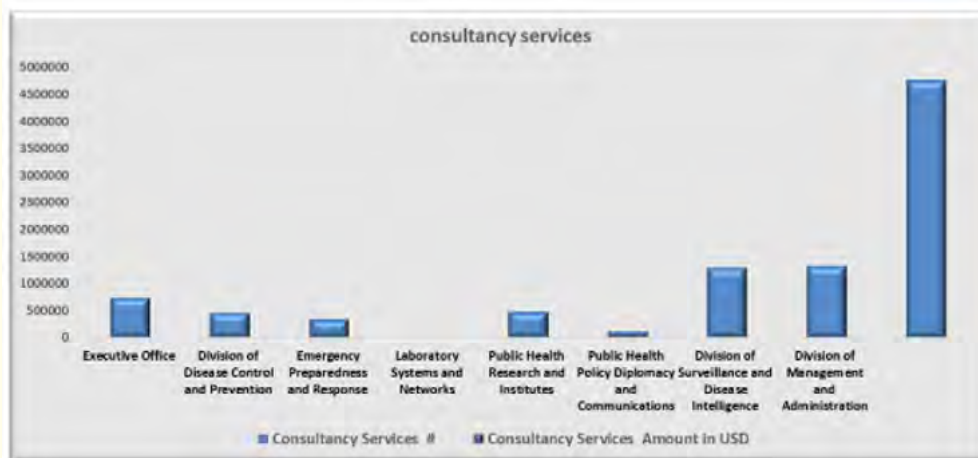 consultancy services
5000000
4500000
4000000
3500000
3000000
2500000
2000000
1500000
1000000
500000
0
Executive Office
Division of
Disease Control
and Prevention
Emergency
Preparedness
and Response
Laboratory
Systems and
Networks
Public Health
Research and
Institutes
Public Health
Policy Diplomacy
and
Communications
Division of
Surveillance and
Disease
Intelligence
Division of
Management
and
Administration
Consultancy Services #
Consultancy Services Amount in USD